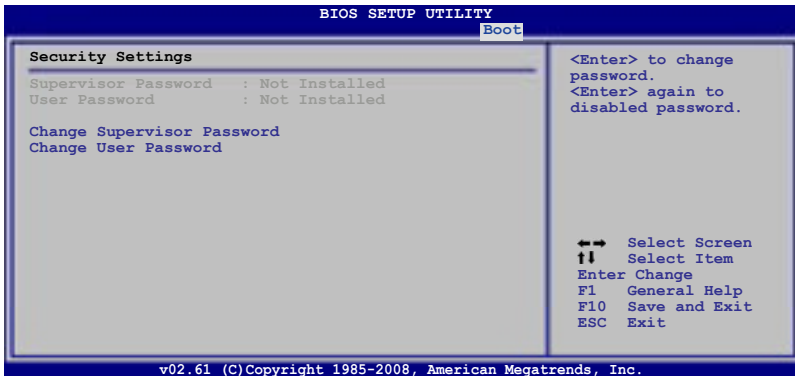 BIOS SETUP UTILITY
Boot
Security Settings
Supervisor Password : Not Installed
User Password : Not Installed
Change Supervisor Password
Change User Password
<Enter> to change
password.
<Enter> again to
disabled password.
←→ Select Screen
↑↓ Select Item
Enter Change
F1 General Help
F10 Save and Exit
ESC Exit
v02.61 (C)Copyright 1985-2008, American Megatrends, Inc.